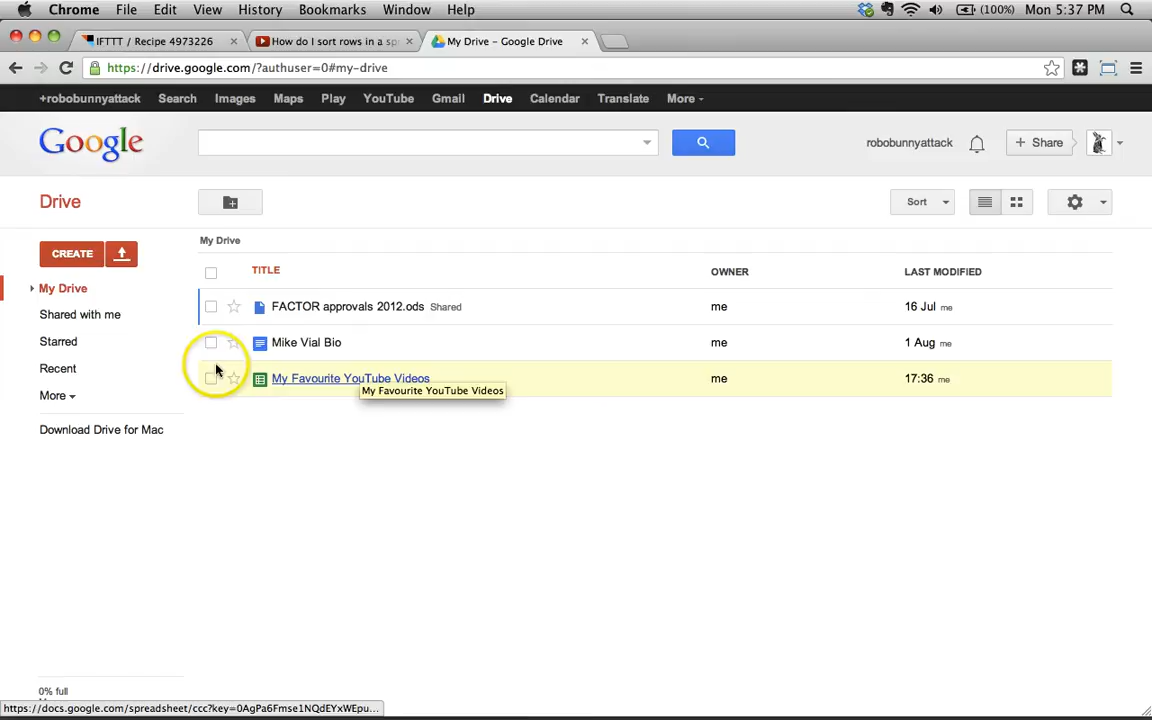 Chrome File Edit View History Bookmarks Window Help (100%) Mon 5:37 PM
IFTTT / Recipe 4973226 How do I sort rows in a spr My Drive – Google Drive
https://drive.google.com/?authuser=0#my-drive
+robobunnyattack Search Images Maps Play YouTube Gmail Drive Calendar Translate More
Google robobunnyattack + Share
Drive Sort
My Drive
CREATE
TITLE OWNER LAST MODIFIED
My Drive
FACTOR approvals 2012.ods Shared me 16 Jul me
Shared with me
Starred
Mike Vial Bio me 1 Aug me
Recent
My Favourite YouTube Videos me 17:36 me
My Favourite YouTube Videos
More
Download Drive for Mac
0% full
https://docs.google.com/spreadsheet/ccc?key=0AgPa6Fmse1NQdEYxWEpu...